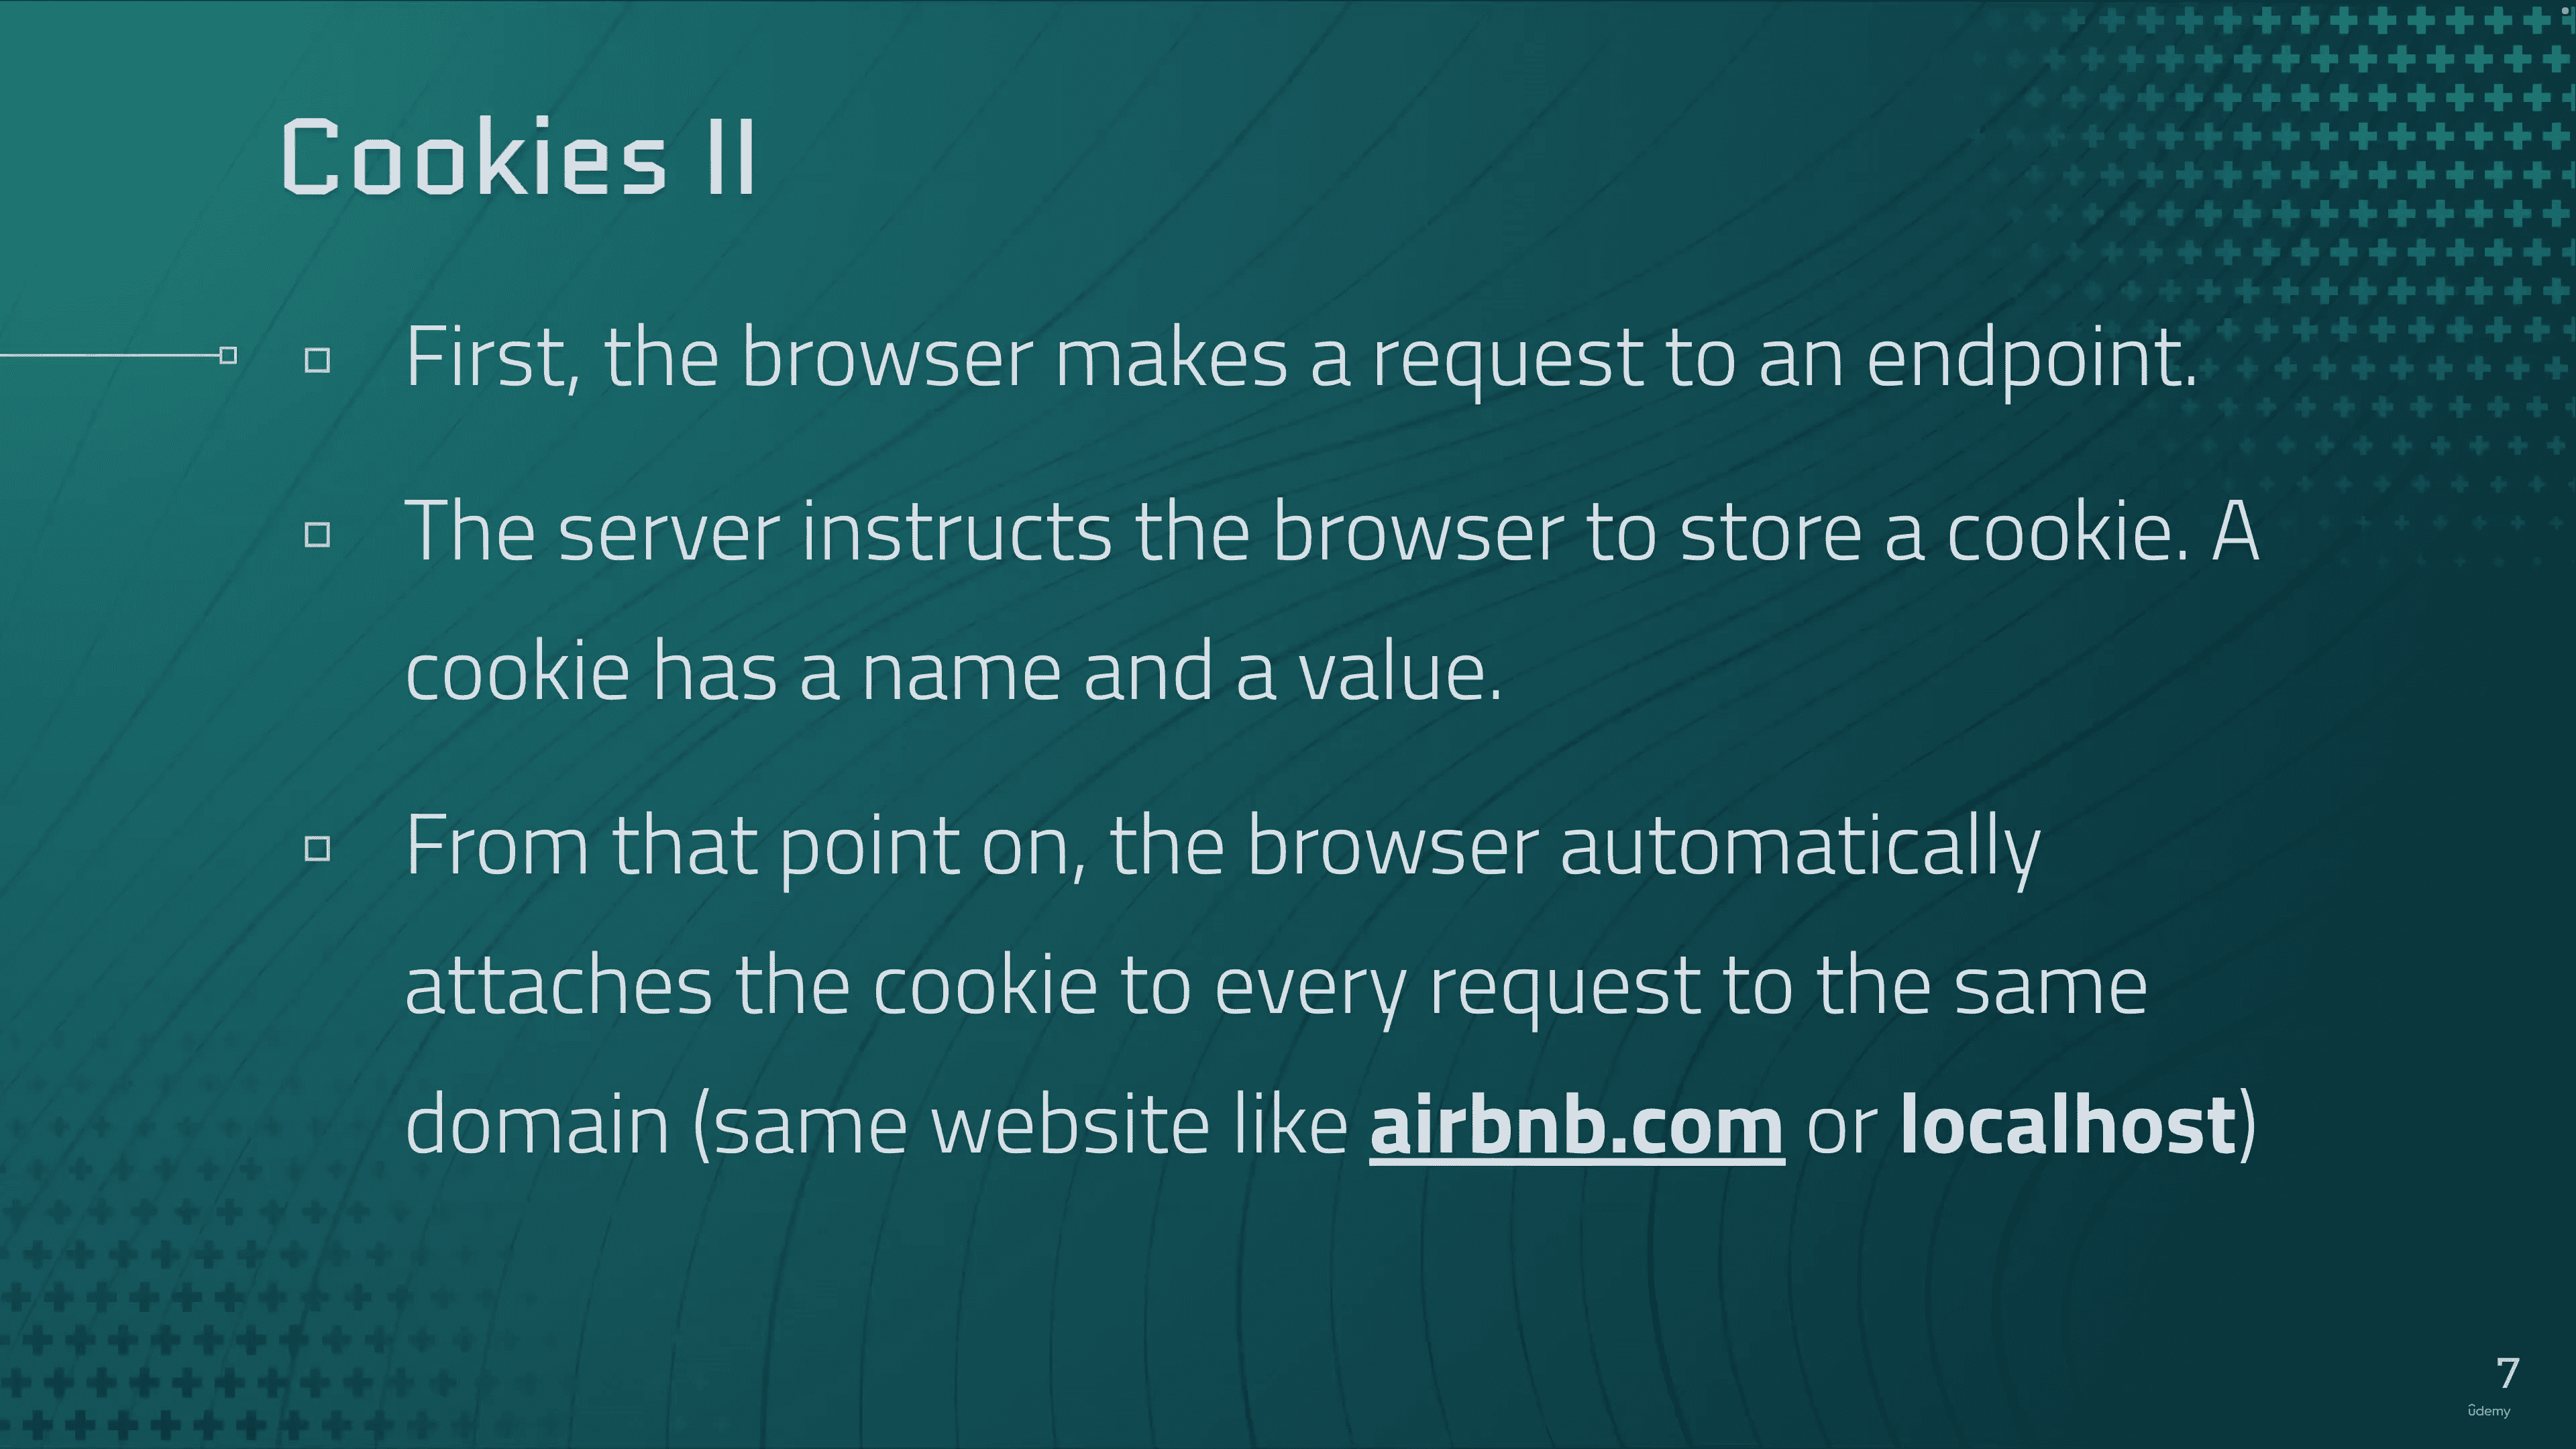 Cookies II
First, the browser makes a request to an endpoint.
The server instructs the browser to store a cookie. A
cookie has a name and a value.
From that point on, the browser automatically
attaches the cookie to every request to the same
domain (same website like airbnb.com or localhost)
7
ûdemy